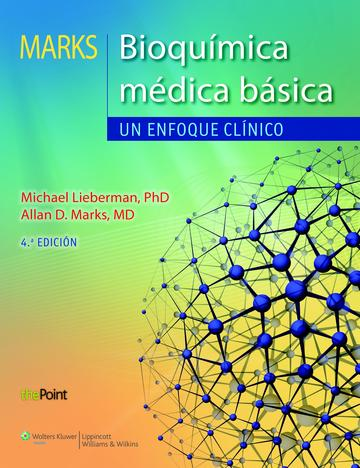 MARKS
Bioquímica
médica básica
UN ENFOQUE CLÍNICO
Michael Lieberman, PhD
Allan D. Marks, MD
4.ª EDICIÓN
thePoint
Wolters Kluwer
Lippincott
Williams & Wilkins